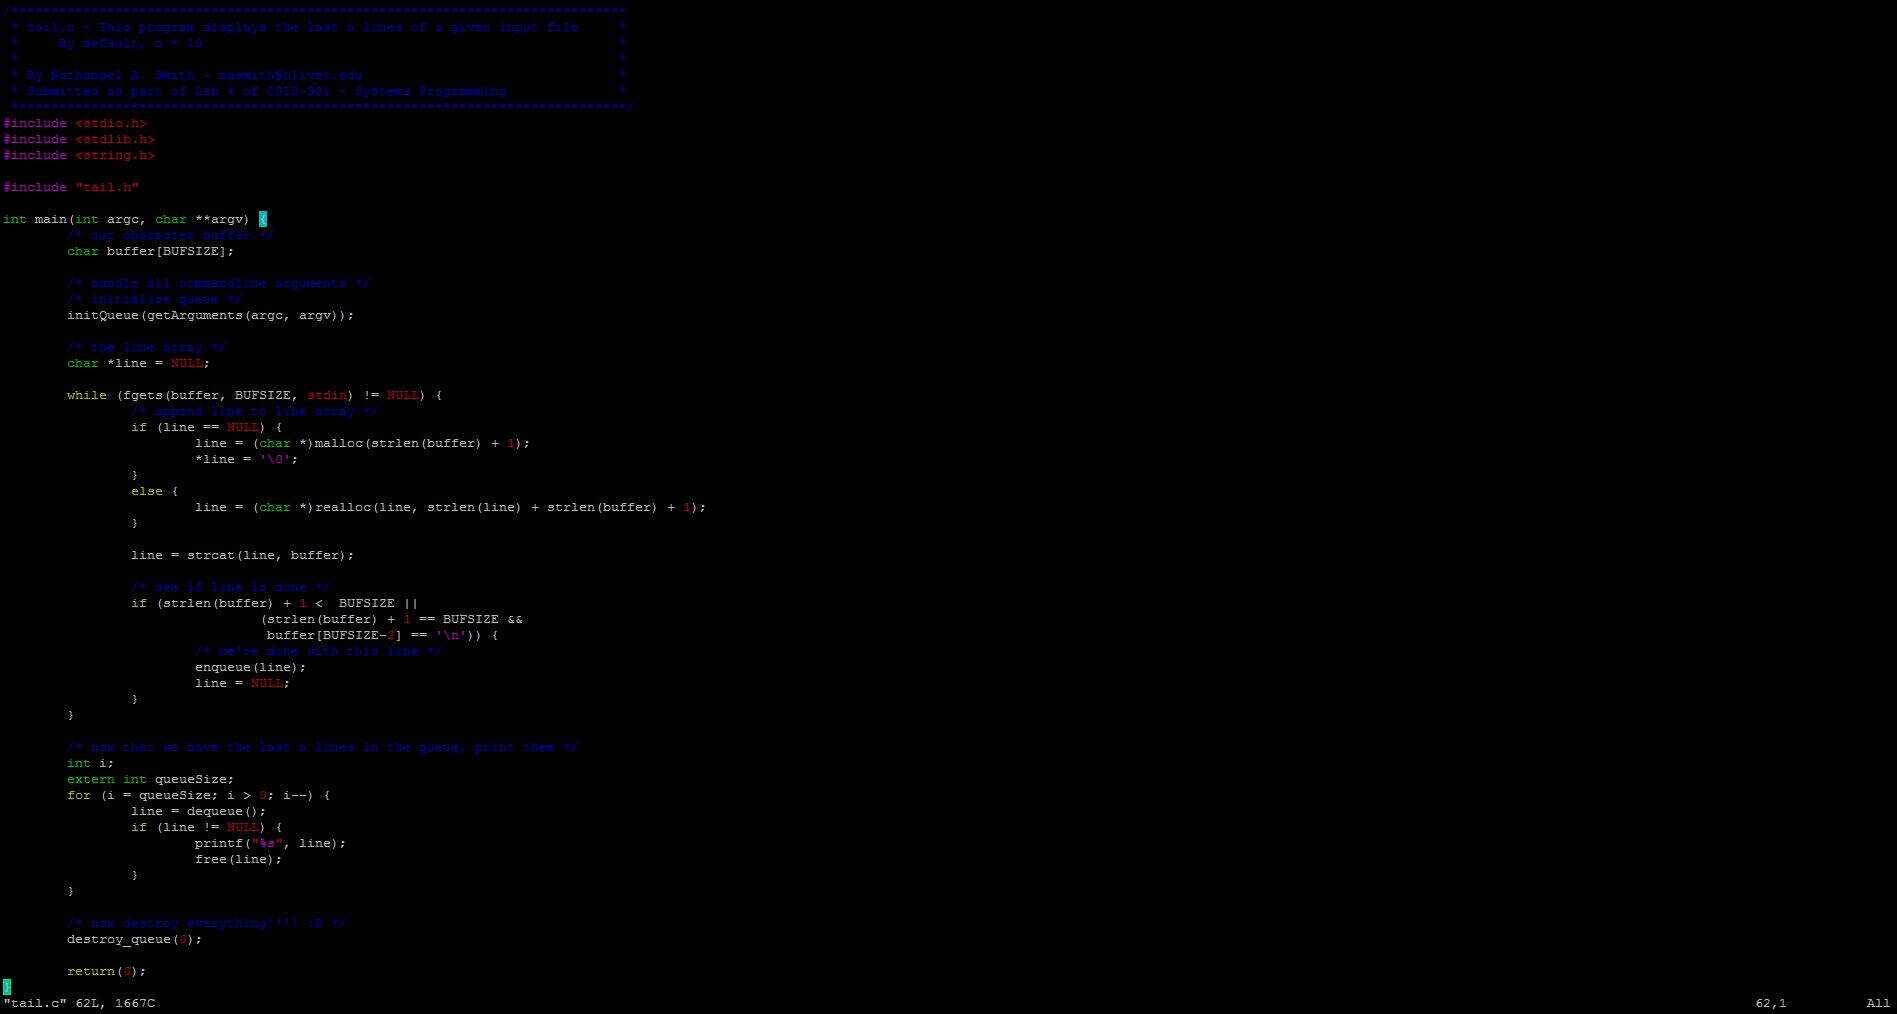 /*****************************************************************************
 * tail.c - This program displays the last n lines of a given input file     *
 *     By default, n = 10                                                    *
 *                                                                           *
 * By Nathanael A. Smith - nasmith@olivet.edu                                *
 * Submitted as part of Lab 4 of CSIS-381 - Systems Programming              *
 *****************************************************************************/
#include <stdio.h>
#include <stdlib.h>
#include <string.h>

#include "tail.h"

int main(int argc, char **argv) {
        /* our character buffer */
        char buffer[BUFSIZE];

        /* handle all commandline arguments */
        /* initialize queue */
        initQueue(getArguments(argc, argv));

        /* the line array */
        char *line = NULL;

        while (fgets(buffer, BUFSIZE, stdin) != NULL) {
                /* append line to line array */
                if (line == NULL) {
                        line = (char *)malloc(strlen(buffer) + 1);
                        *line = '\0';
                }
                else {
                        line = (char *)realloc(line, strlen(line) + strlen(buffer) + 1);
                }

                line = strcat(line, buffer);

                /* see if line is done */
                if (strlen(buffer) + 1 <  BUFSIZE ||
                                (strlen(buffer) + 1 == BUFSIZE &&
                                 buffer[BUFSIZE-2] == '\n')) {
                        /* we're done with this line */
                        enqueue(line);
                        line = NULL;
                }
        }

        /* now that we have the last n lines in the queue, print them */
        int i;
        extern int queueSize;
        for (i = queueSize; i > 0; i--) {
                line = dequeue();
                if (line != NULL) {
                        printf("%s", line);
                        free(line);
                }
        }

        /* now destroy everything!!!! :D */
        destroy_queue(0);

        return(0);
}
"tail.c" 62L, 1667C 62,1 All